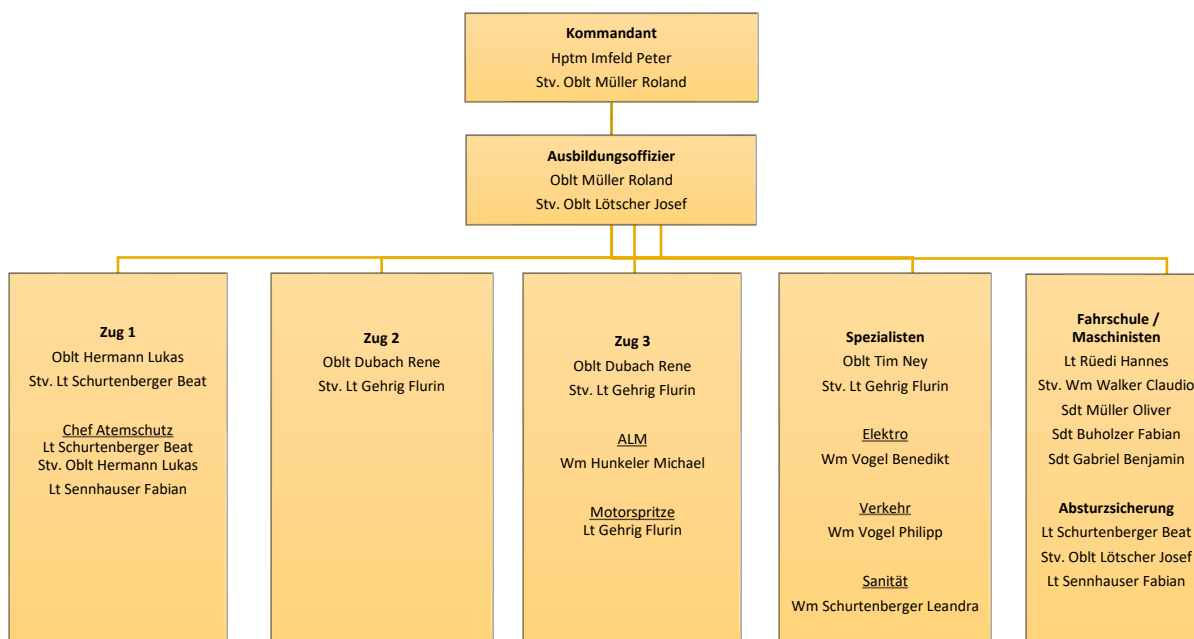 Kommandant
Hptm Imfeld Peter
Stv. Oblt Müller Roland
Ausbildungsoffizier
Oblt Müller Roland
Stv. Oblt Lötscher Josef
Zug 1
Oblt Hermann Lukas
Stv. Lt Schurtenberger Beat
Chef Atemschutz
Lt Schurtenberger Beat
Stv. Oblt Hermann Lukas
Lt Sennhauser Fabian
Zug 2
Oblt Dubach Rene
Stv. Lt Gehrig Flurin
Zug 3
Oblt Dubach Rene
Stv. Lt Gehrig Flurin
ALM
Wm Hunkeler Michael
Motorspritze
Lt Gehrig Flurin
Spezialisten
Oblt Tim Ney
Stv. Lt Gehrig Flurin
Elektro
Wm Vogel Benedikt
Verkehr
Wm Vogel Philipp
Sanität
Wm Schurtenberger Leandra
Fahrschule /
Maschinisten
Lt Rüedi Hannes
Stv. Wm Walker Claudio
Sdt Müller Oliver
Sdt Buholzer Fabian
Sdt Gabriel Benjamin
Absturzsicherung
Lt Schurtenberger Beat
Stv. Oblt Lötscher Josef
Lt Sennhauser Fabian